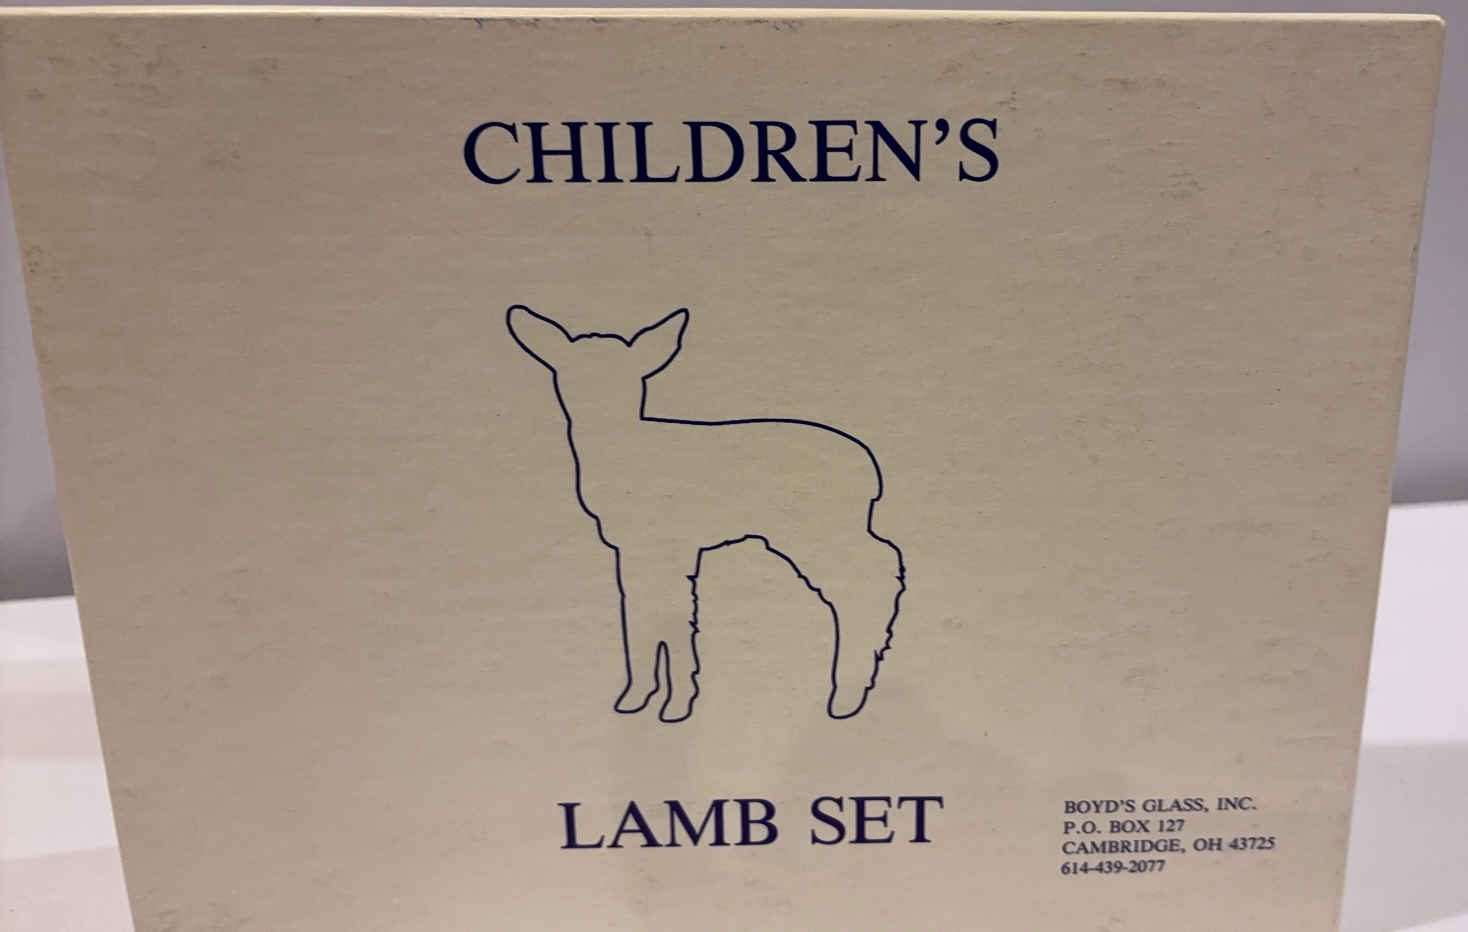 CHILDREN'S
LAMB SET
BOYD'S GLASS, INC.
P.O. BOX 127
CAMBRIDGE, OH 43725
614-439-2077